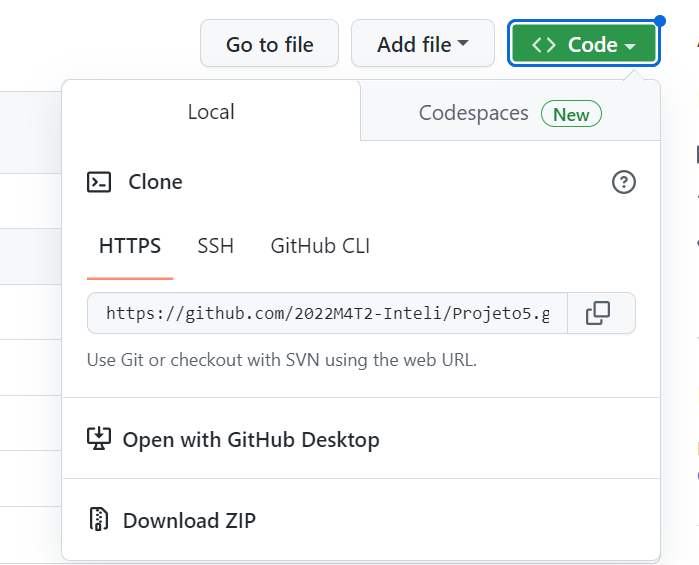 Go to file Add file Code
Local Codespaces New
Clone
HTTPS SSH GitHub CLI
https://github.com/2022M4T2-Inteli/Projeto5.g
Use Git or checkout with SVN using the web URL.
Open with GitHub Desktop
Download ZIP